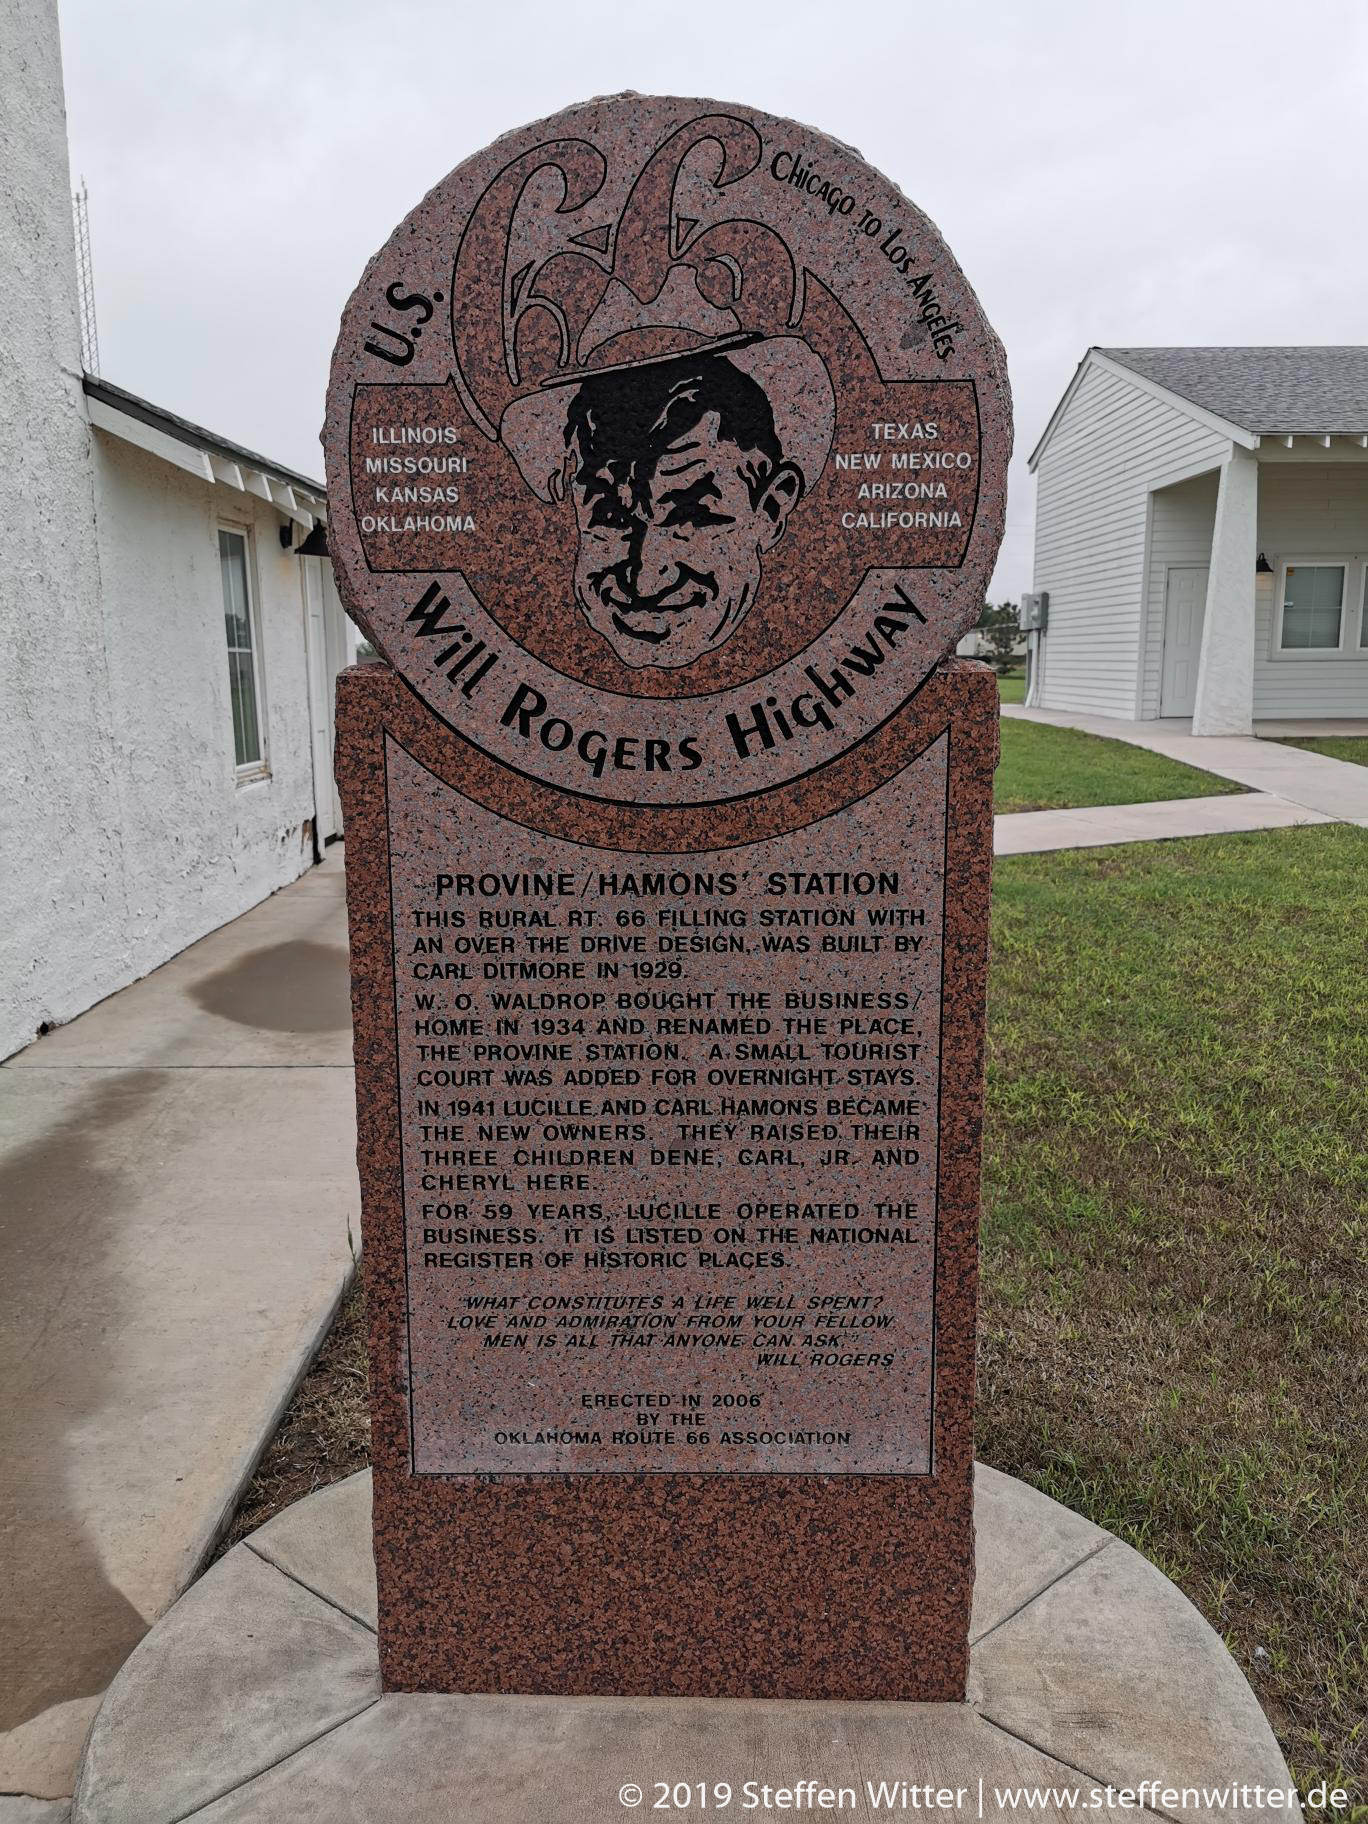 U.S.
66
Chicago to Los Angeles
ILLINOIS
MISSOURI
KANSAS
OKLAHOMA
TEXAS
NEW MEXICO
ARIZONA
CALIFORNIA
Will Rogers Highway
PROVINE/HAMONS' STATION
THIS RURAL RT. 66 FILLING STATION WITH
AN OVER THE DRIVE DESIGN, WAS BUILT BY
CARL DITMORE IN 1929.
W. O. WALDROP BOUGHT THE BUSINESS/
HOME IN 1934 AND RENAMED THE PLACE,
THE PROVINE STATION. A SMALL TOURIST
COURT WAS ADDED FOR OVERNIGHT STAYS.
IN 1941 LUCILLE AND CARL HAMONS BECAME
THE NEW OWNERS. THEY RAISED THEIR
THREE CHILDREN DENE, CARL, JR. AND
CHERYL HERE.
FOR 59 YEARS, LUCILLE OPERATED THE
BUSINESS. IT IS LISTED ON THE NATIONAL
REGISTER OF HISTORIC PLACES.
"WHAT CONSTITUTES A LIFE WELL SPENT?
LOVE AND ADMIRATION FROM YOUR FELLOW
MEN IS ALL THAT ANYONE CAN ASK."
WILL ROGERS
ERECTED IN 2006
BY THE
OKLAHOMA ROUTE 66 ASSOCIATION
© 2019 Steffen Witter | www.steffenwitter.de